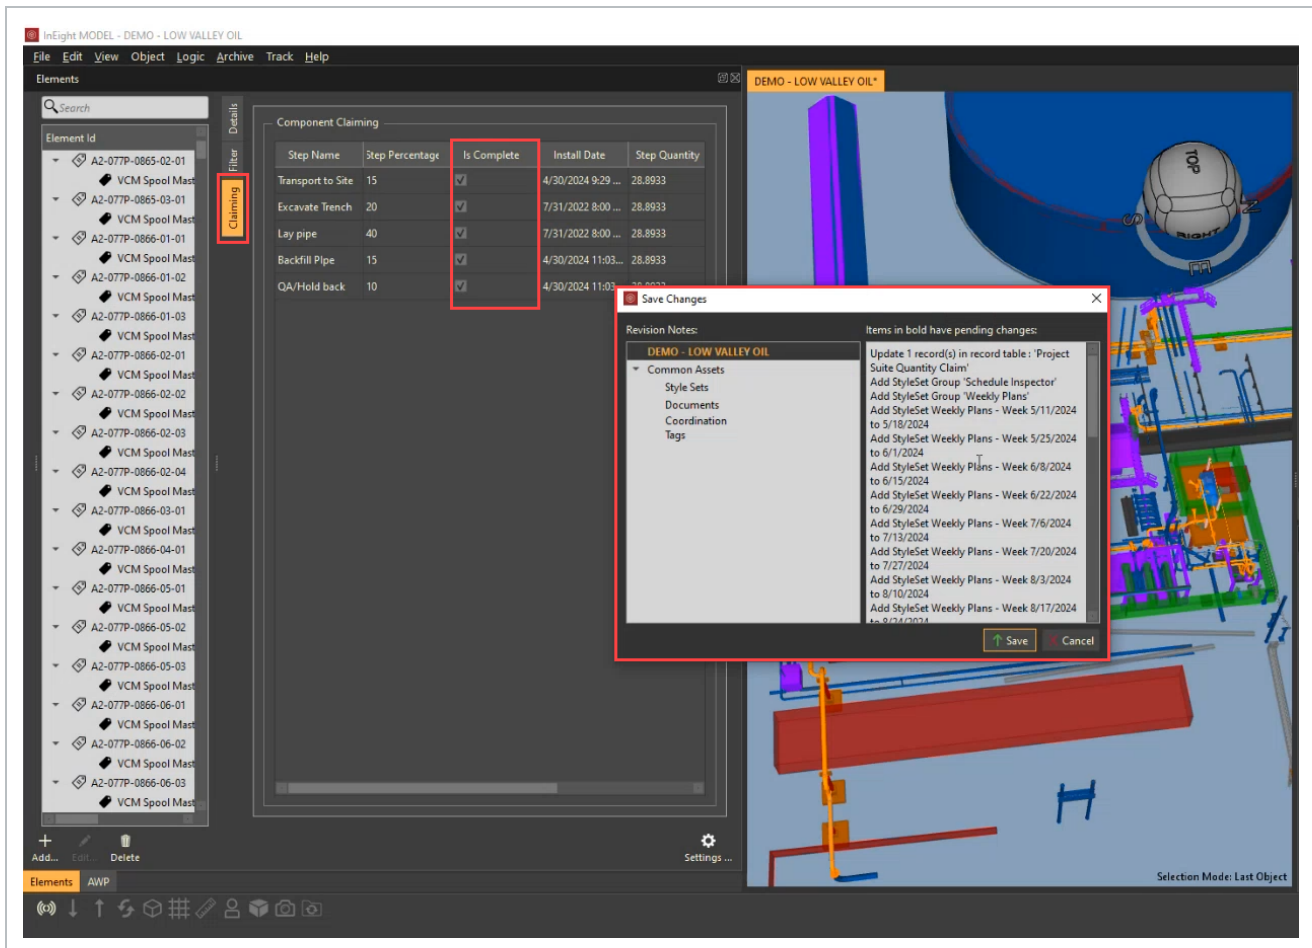 InEight MODEL - DEMO - LOW VALLEY OIL
File Edit View Object Logic Archive Track Help
Elements
Search
Element Id
A2-077P-0865-02-01
VCM Spool Mast
A2-077P-0865-03-01
VCM Spool Mast
A2-077P-0866-01-01
VCM Spool Mast
A2-077P-0866-01-02
VCM Spool Mast
A2-077P-0866-01-03
VCM Spool Mast
A2-077P-0866-02-01
VCM Spool Mast
A2-077P-0866-02-02
VCM Spool Mast
A2-077P-0866-02-03
VCM Spool Mast
A2-077P-0866-02-04
VCM Spool Mast
A2-077P-0866-03-01
VCM Spool Mast
A2-077P-0866-04-01
VCM Spool Mast
A2-077P-0866-05-01
VCM Spool Mast
A2-077P-0866-05-02
VCM Spool Mast
A2-077P-0866-05-03
VCM Spool Mast
A2-077P-0866-06-01
VCM Spool Mast
A2-077P-0866-06-02
VCM Spool Mast
A2-077P-0866-06-03
VCM Spool Mast
Details
Filter
Claiming
Component Claiming
Step Name Step Percentage Is Complete Install Date Step Quantity
Transport to Site 15 4/30/2024 9:29 ... 28.8933
Excavate Trench 20 7/31/2022 8:00 ... 28.8933
Lay pipe 40 7/31/2022 8:00 ... 28.8933
Backfill PIpe 15 4/30/2024 11:03... 28.8933
QA/Hold back 10 4/30/2024 11:03... 28.8933
Add... Edit... Delete
Settings ...
Elements AWP
DEMO - LOW VALLEY OIL*
TOP
RIGHT
S
N
E
Save Changes
Revision Notes:
DEMO - LOW VALLEY OIL
Common Assets
Style Sets
Documents
Coordination
Tags
Items in bold have pending changes:
Update 1 record(s) in record table : 'Project
Suite Quantity Claim'
Add StyleSet Group 'Schedule Inspector'
Add StyleSet Group 'Weekly Plans'
Add StyleSet Weekly Plans - Week 5/11/2024
to 5/18/2024
Add StyleSet Weekly Plans - Week 5/25/2024
to 6/1/2024
Add StyleSet Weekly Plans - Week 6/8/2024
to 6/15/2024
Add StyleSet Weekly Plans - Week 6/22/2024
to 6/29/2024
Add StyleSet Weekly Plans - Week 7/6/2024
to 7/13/2024
Add StyleSet Weekly Plans - Week 7/20/2024
to 7/27/2024
Add StyleSet Weekly Plans - Week 8/3/2024
to 8/10/2024
Add StyleSet Weekly Plans - Week 8/17/2024
to 8/24/2024
Save Cancel
Selection Mode: Last Object